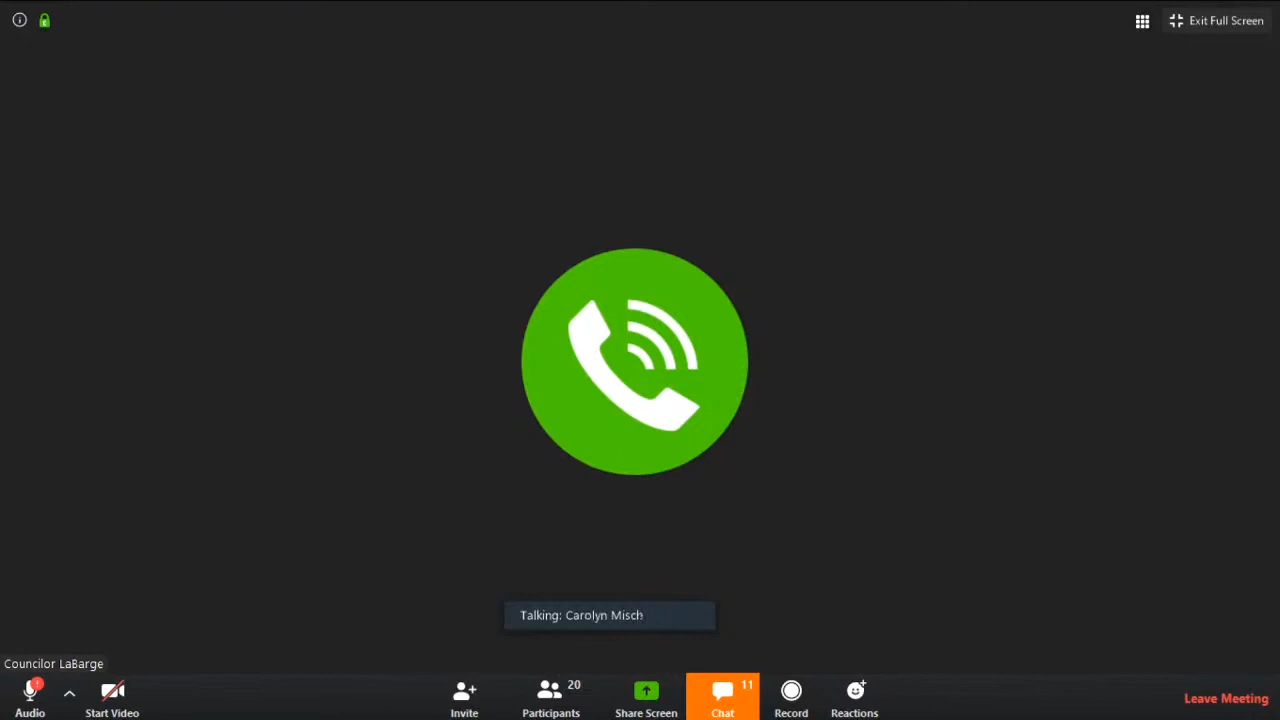 Exit Full Screen
Talking: Carolyn Misch
Councilor LaBarge
Audio
Start Video
Invite
Participants 20
Share Screen
Chat 11
Record
Reactions
Leave Meeting